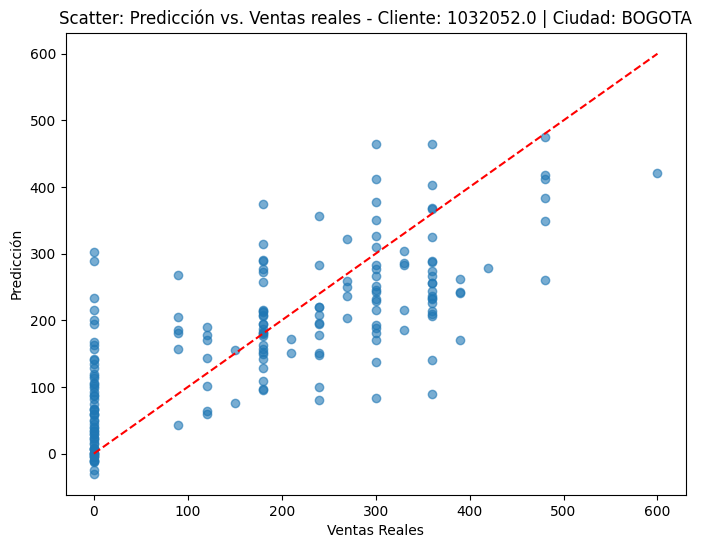 Scatter: Predicción vs. Ventas reales - Cliente: 1032052.0 | Ciudad: BOGOTA
600
500
400
300
200
100
0
Predicción
0 100 200 300 400 500 600
Ventas Reales